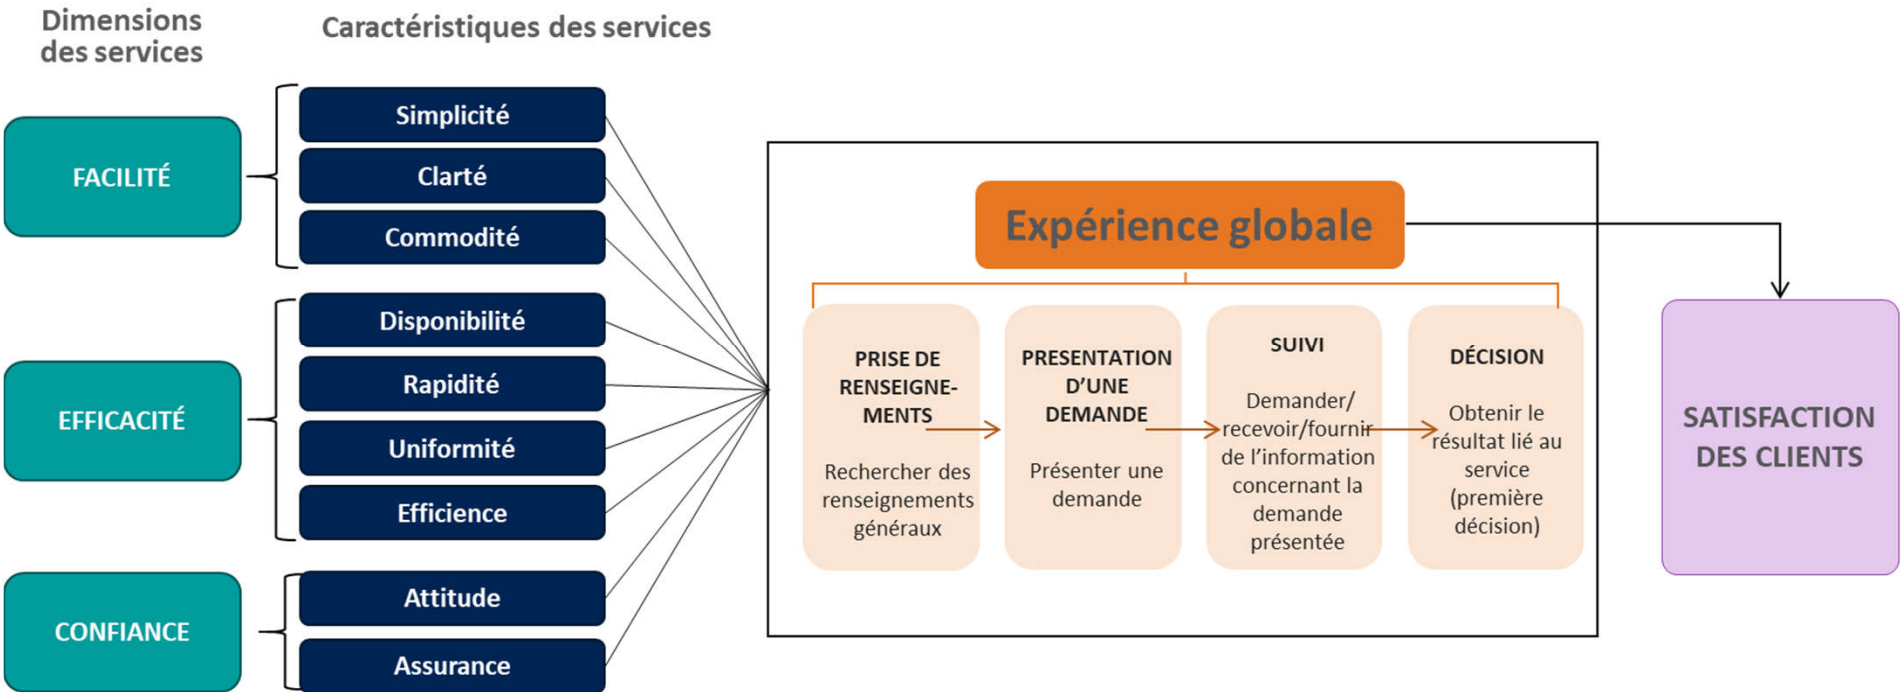 Dimensions
des services
Caractéristiques des services
FACILITÉ
Simplicité
Clarté
Commodité
EFFICACITÉ
Disponibilité
Rapidité
Uniformité
Efficience
CONFIANCE
Attitude
Assurance
Expérience globale
PRISE DE
RENSEIGNE-
MENTS
Rechercher des
renseignements
généraux
PRESENTATION
D’UNE
DEMANDE
Présenter une
demande
SUIVI
Demander/
recevoir/fournir
de l’information
concernant la
demande
présentée
DÉCISION
Obtenir le
résultat lié au
service
(première
décision)
SATISFACTION
DES CLIENTS